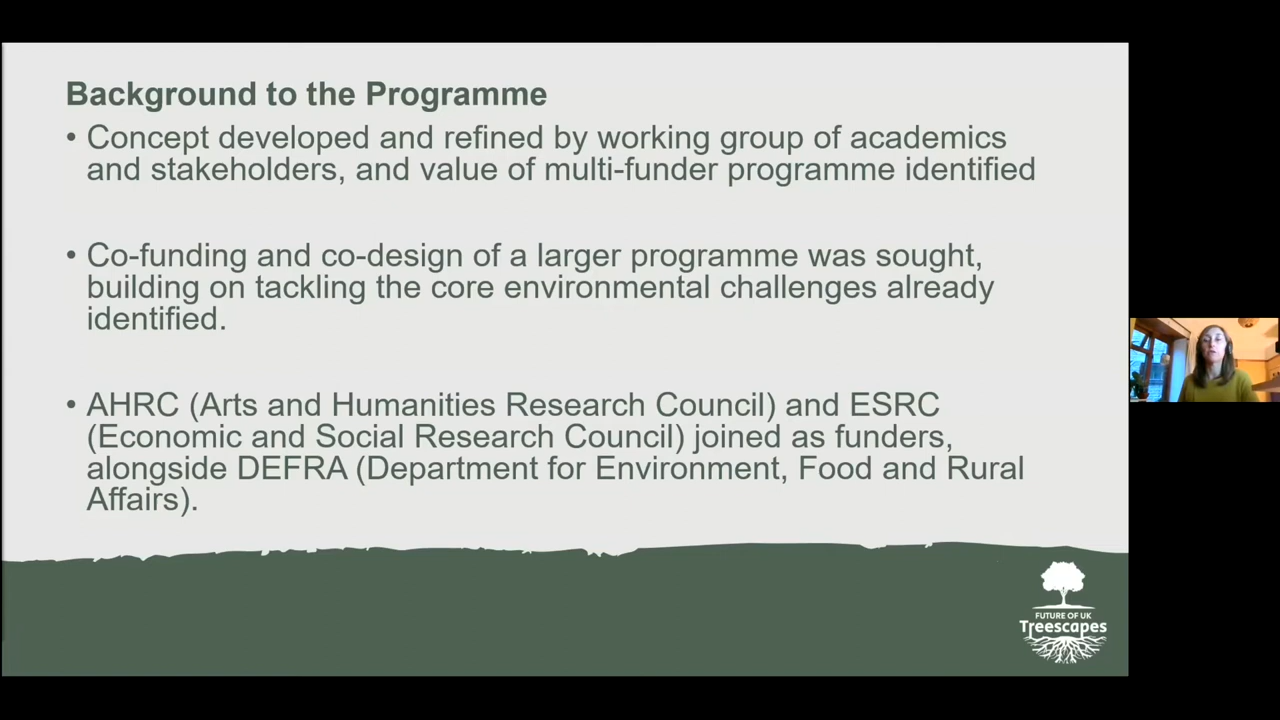 Background to the Programme
• Concept developed and refined by working group of academics
and stakeholders, and value of multi-funder programme identified
• Co-funding and co-design of a larger programme was sought,
building on tackling the core environmental challenges already
identified.
• AHRC (Arts and Humanities Research Council) and ESRC
(Economic and Social Research Council) joined as funders,
alongside DEFRA (Department for Environment, Food and Rural
Affairs).
FUTURE OF UK
Treescapes